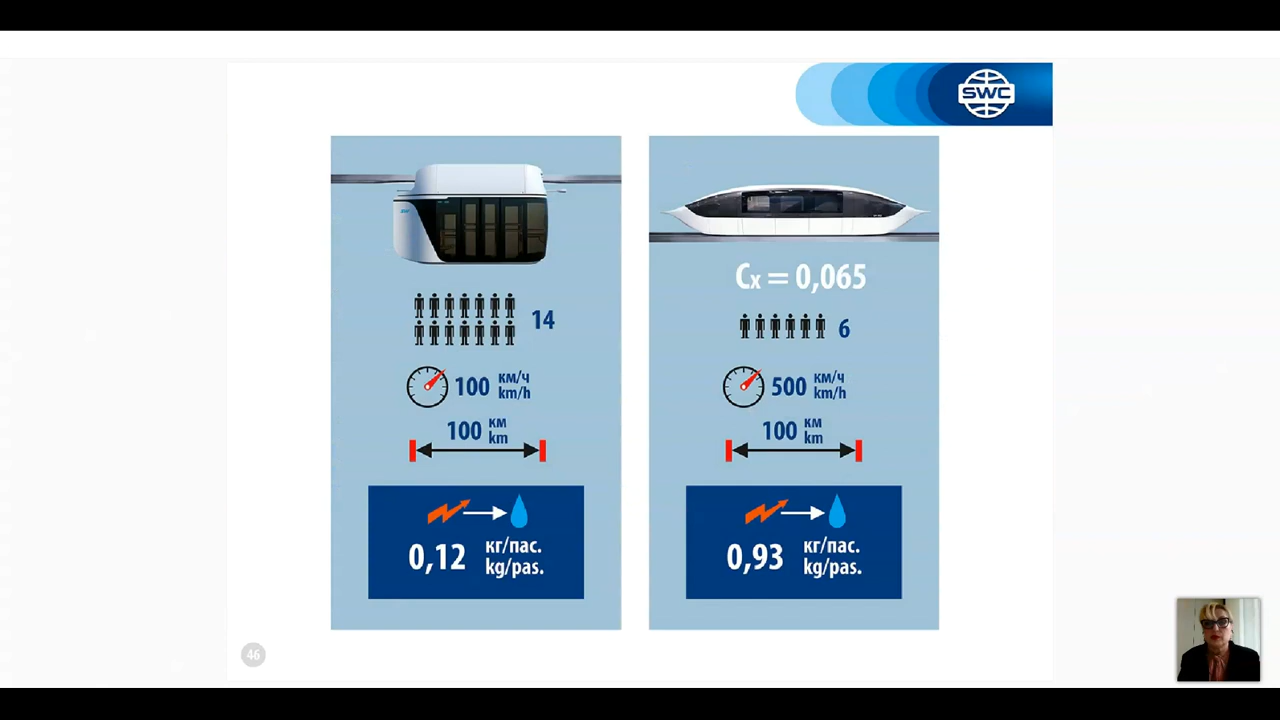 SWC
Cx = 0,065
14
6
100 км/ч
km/h
500 км/ч
km/h
100 км
km
100 км
km
0,12 кг/пас.
kg/pas.
0,93 кг/пас.
kg/pas.
46